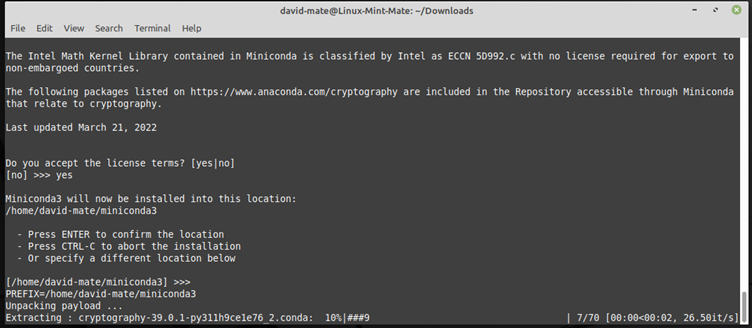 david-mate@Linux-Mint-Mate: ~/Downloads
File Edit View Search Terminal Help
The Intel Math Kernel Library contained in Miniconda is classified by Intel as ECCN 5D992.c with no license required for export to
non-embargoed countries.
The following packages listed on https://www.anaconda.com/cryptography are included in the Repository accessible through Miniconda
that relate to cryptography.
Last updated March 21, 2022
Do you accept the license terms? [yes|no]
[no] >>> yes
Miniconda3 will now be installed into this location:
/home/david-mate/miniconda3
- Press ENTER to confirm the location
- Press CTRL-C to abort the installation
- Or specify a different location below
[/home/david-mate/miniconda3] >>>
PREFIX=/home/david-mate/miniconda3
Unpacking payload ...
Extracting : cryptography-39.0.1-py311h9ce1e76_2.conda: 10%|###9 | 7/70 [00:00<00:02, 26.50it/s]